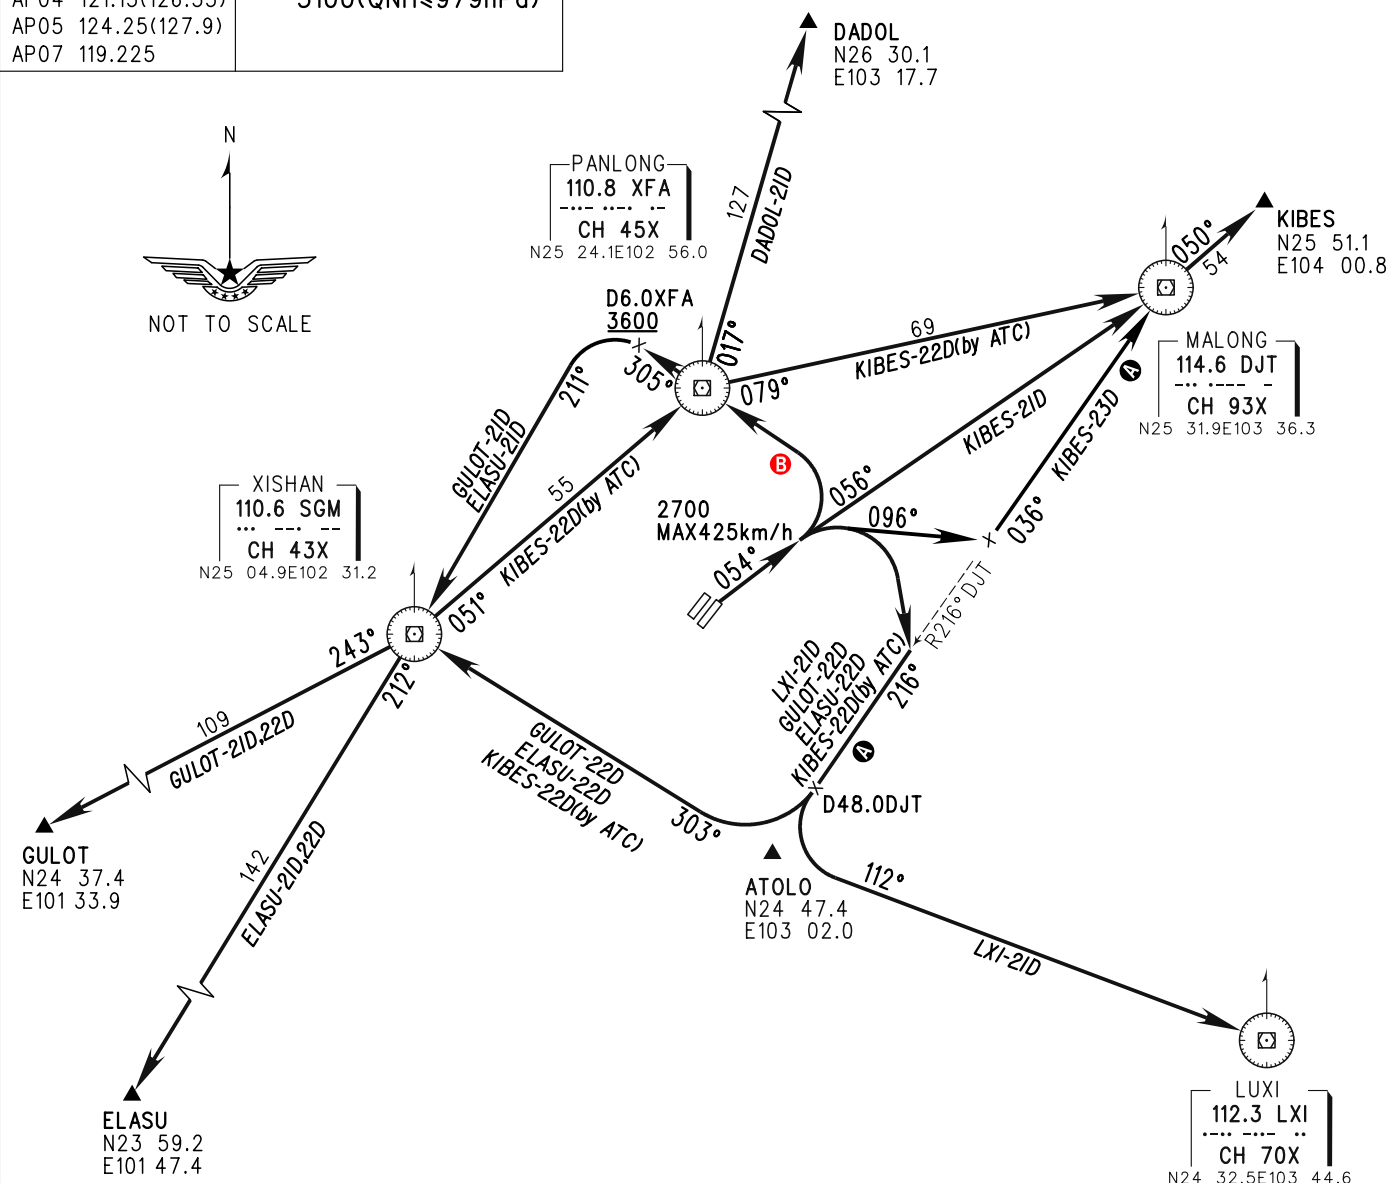 AP04 121.15(126.55)
AP05 124.25(127.9)
AP07 119.225
3100(QNH≤979hPa)
N
NOT TO SCALE
DADOL
N26 30.1
E103 17.7
PANLONG
110.8 XFA
CH 45X
N25 24.1E102 56.0
127
DADOL-21D
KIBES
N25 51.1
E104 00.8
050°
54
D6.0XFA
3600
305°
017°
079°
69
KIBES-22D(by ATC)
MALONG
114.6 DJT
CH 93X
N25 31.9E103 36.3
A
KIBES-21D
KIBES-23D
211°
GULOT-21D
ELASU-21D
55
KIBES-22D(by ATC)
B
056°
2700
MAX425km/h
096°
036°
054°
R216° DJT
XISHAN
110.6 SGM
CH 43X
N25 04.9E102 31.2
051°
243°
212°
109
GULOT-21D,22D
142
ELASU-21D,22D
LXI-21D
GULOT-22D
ELASU-22D
KIBES-22D(by ATC)
216°
A
GULOT-22D
ELASU-22D
KIBES-22D(by ATC)
303°
D48.0DJT
112°
LXI-21D
ATOLO
N24 47.4
E103 02.0
GULOT
N24 37.4
E101 33.9
ELASU
N23 59.2
E101 47.4
LUXI
112.3 LXI
CH 70X
N24 32.5E103 44.6